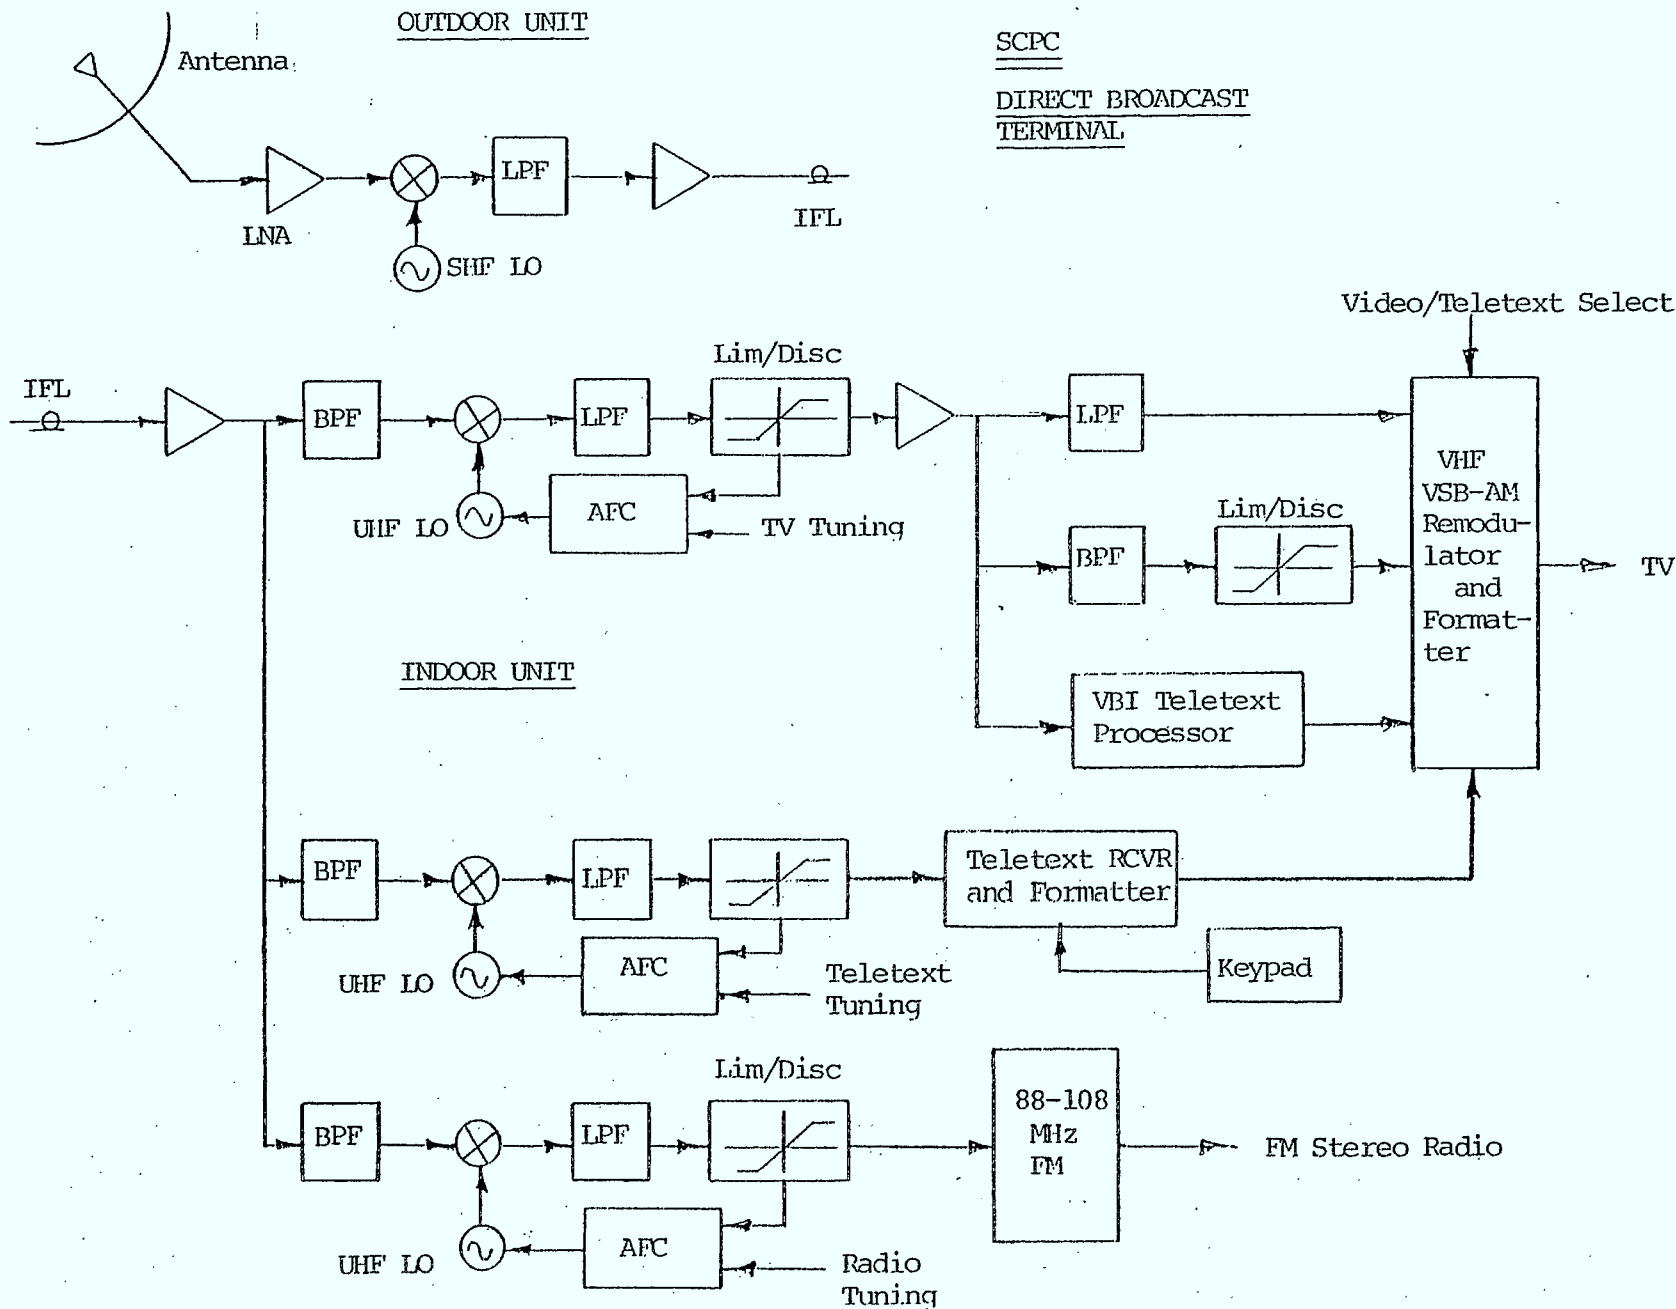 OUTDOOR UNIT
SCPC
DIRECT BROADCAST
TERMINAL
Antenna
LNA
LPF
SHF LO
IFL
Video/Teletext Select
IFL
BPF
LPF
Lim/Disc
UHF LO
AFC
TV Tuning
LPF
BPF
Lim/Disc
VBI Teletext
Processor
VHF
VSB-AM
Remodu-
lator
and
Format-
ter
TV
INDOOR UNIT
BPF
LPF
Teletext RCVR
and Formatter
UHF LO
AFC
Teletext
Tuning
Keypad
BPF
LPF
Lim/Disc
88-108
MHz
FM
FM Stereo Radio
UHF LO
AFC
Radio
Tuning